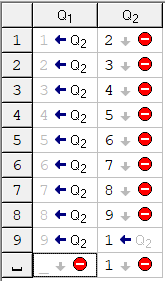 Q₁ Q₂
1 1 ← Q₂ 2 ↓ ⛔
2 2 ← Q₂ 3 ↓ ⛔
3 3 ← Q₂ 4 ↓ ⛔
4 4 ← Q₂ 5 ↓ ⛔
5 5 ← Q₂ 6 ↓ ⛔
6 6 ← Q₂ 7 ↓ ⛔
7 7 ← Q₂ 8 ↓ ⛔
8 8 ← Q₂ 9 ↓ ⛔
9 9 ← Q₂ 1 ← Q₂
␣ _ ↓ ⛔ 1 ↓ ⛔